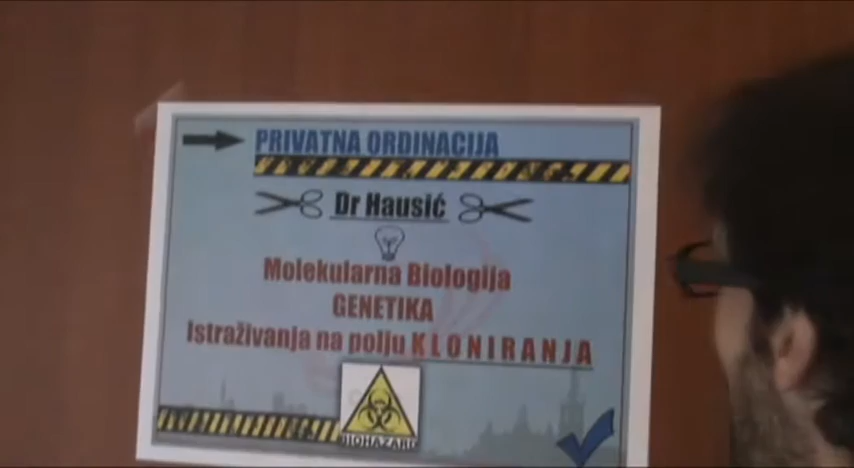 PRIVATNA ORDINACIJA
Dr Hausić
Molekularna Biologija
GENETIKA
Istraživanja na polju KLONIRANJA
BIOHAZARD